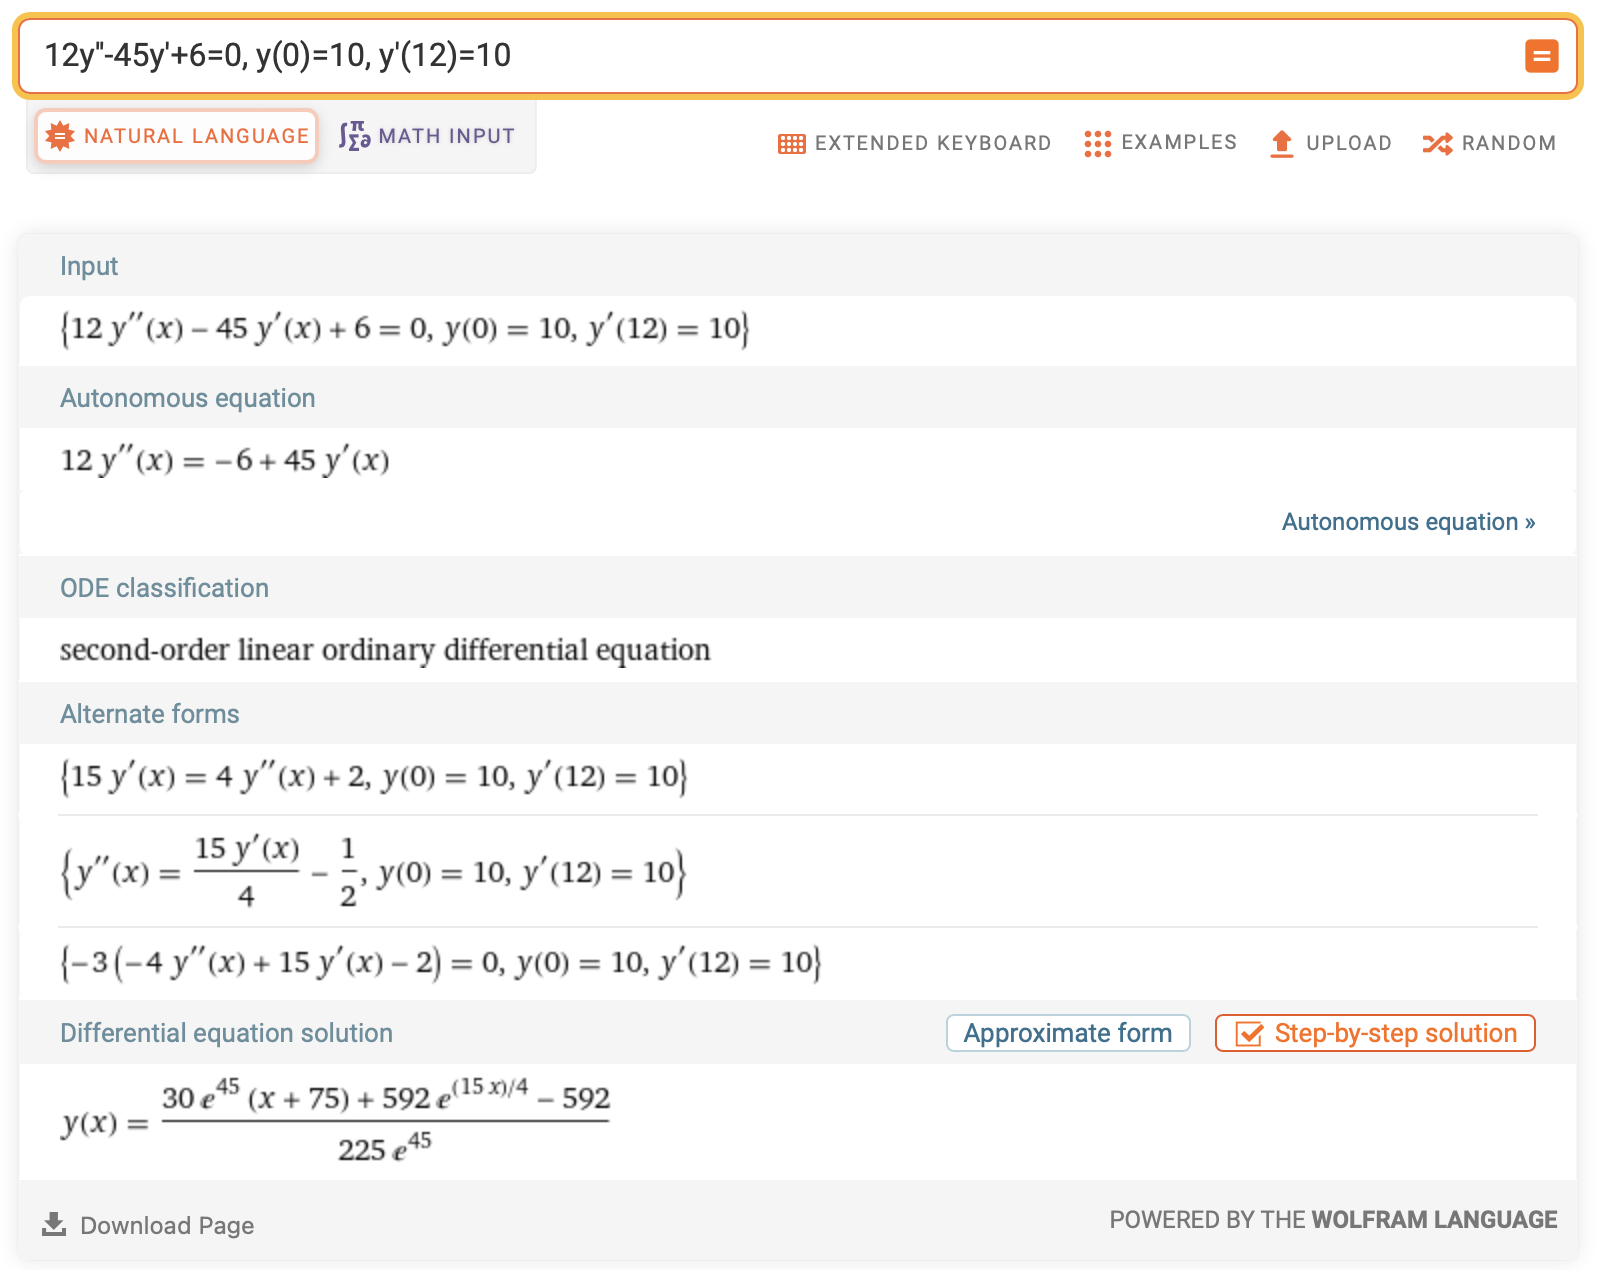 12y''-45y'+6=0, y(0)=10, y'(12)=10
NATURAL LANGUAGE
MATH INPUT
EXTENDED KEYBOARD
EXAMPLES
UPLOAD
RANDOM
Input
{12 y′′(x) − 45 y′(x) + 6 = 0, y(0) = 10, y′(12) = 10}
Autonomous equation
12 y′′(x) = −6 + 45 y′(x)
Autonomous equation »
ODE classification
second-order linear ordinary differential equation
Alternate forms
{15 y′(x) = 4 y′′(x) + 2, y(0) = 10, y′(12) = 10}
{y′′(x) = (15 y′(x))/4 − 1/2, y(0) = 10, y′(12) = 10}
{−3 (−4 y′′(x) + 15 y′(x) − 2) = 0, y(0) = 10, y′(12) = 10}
Differential equation solution
Approximate form
Step-by-step solution
y(x) = (30 e^45 (x + 75) + 592 e^((15 x)/4) − 592)/(225 e^45)
Download Page
POWERED BY THE WOLFRAM LANGUAGE